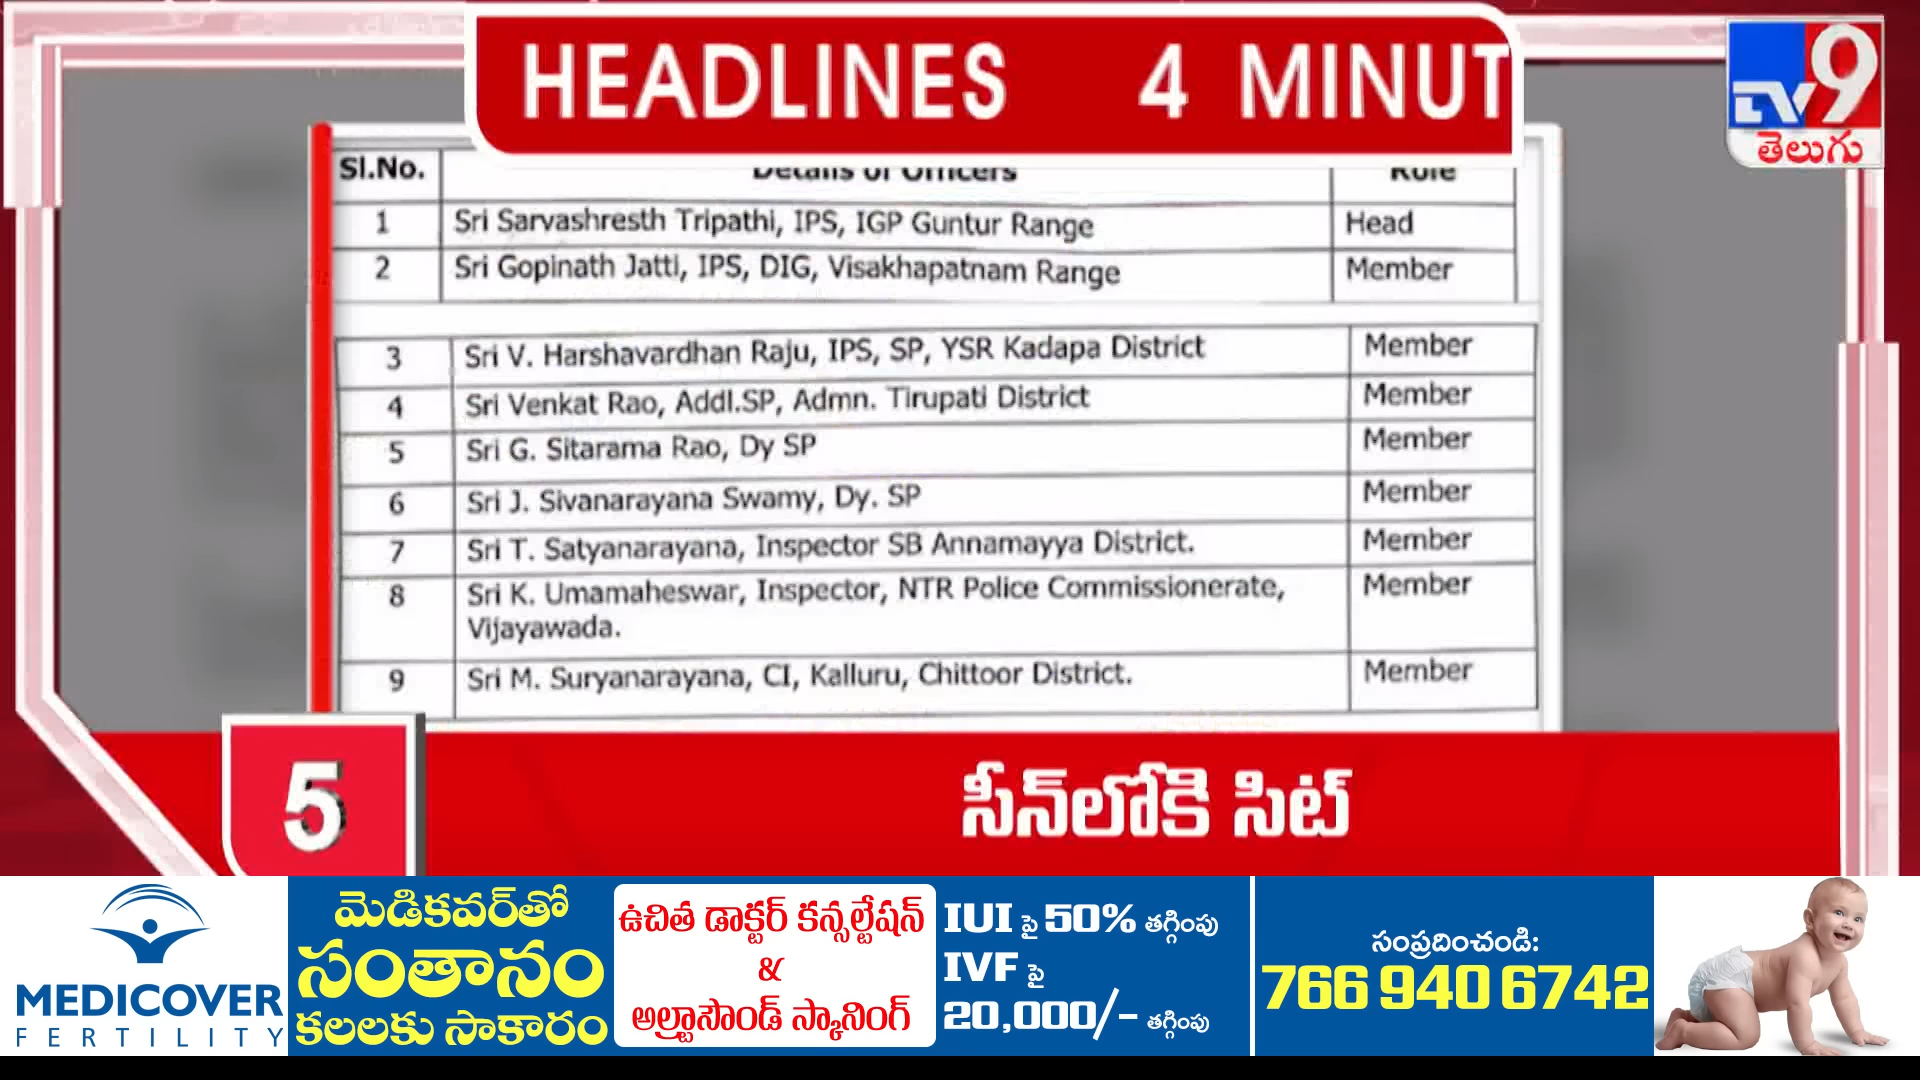 HEADLINES 4 MINUT
TV9
తెలుగు
Sl.No. Details of Officers Role
1 Sri Sarvashresth Tripathi, IPS, IGP Guntur Range Head
2 Sri Gopinath Jatti, IPS, DIG, Visakhapatnam Range Member
3 Sri V. Harshavardhan Raju, IPS, SP, YSR Kadapa District Member
4 Sri Venkat Rao, Addl.SP, Admn. Tirupati District Member
5 Sri G. Sitarama Rao, Dy SP Member
6 Sri J. Sivanarayana Swamy, Dy. SP Member
7 Sri T. Satyanarayana, Inspector SB Annamayya District. Member
8 Sri K. Umamaheswar, Inspector, NTR Police Commissionerate, Member
Vijayawada.
9 Sri M. Suryanarayana, CI, Kalluru, Chittoor District. Member
5 సీన్‌లోకి సిట్
MEDICOVER
FERTILITY
మెడికవర్‌తో
సంతానం
కలలకు సాకారం
ఉచిత డాక్టర్ కన్సల్టేషన్
&
అల్ట్రాసౌండ్ స్కానింగ్
IUI పై 50% తగ్గింపు
IVF పై
20,000/- తగ్గింపు
సంప్రదించండి:
766 940 6742